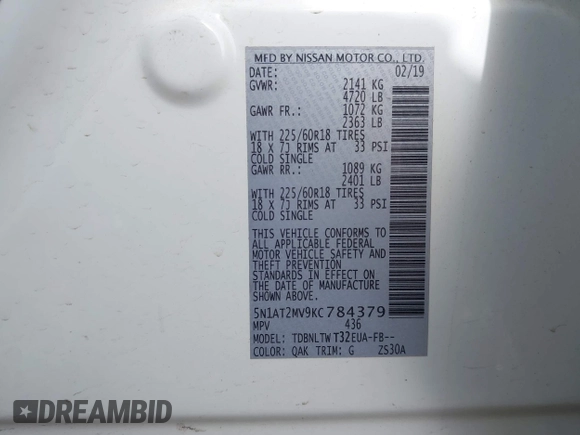 MFD BY NISSAN MOTOR CO., LTD.
DATE: 02/19
GVWR: 2141 KG
4720 LB
GAWR FR.: 1072 KG
2363 LB
WITH 225/60R18 TIRES
18 X 7J RIMS AT 33 PSI
COLD SINGLE
GAWR RR.: 1089 KG
2401 LB
WITH 225/60R18 TIRES
18 X 7J RIMS AT 33 PSI
COLD SINGLE
THIS VEHICLE CONFORMS TO
ALL APPLICABLE FEDERAL
MOTOR VEHICLE SAFETY AND
THEFT PREVENTION
STANDARDS IN EFFECT ON
THE DATE OF MANUFACTURE
SHOWN ABOVE.
5N1AT2MV9KC784379
MPV 436
MODEL: TDBNLTWT32EUA-FB--
COLOR: QAK TRIM: G ZS30A
DREAMBID